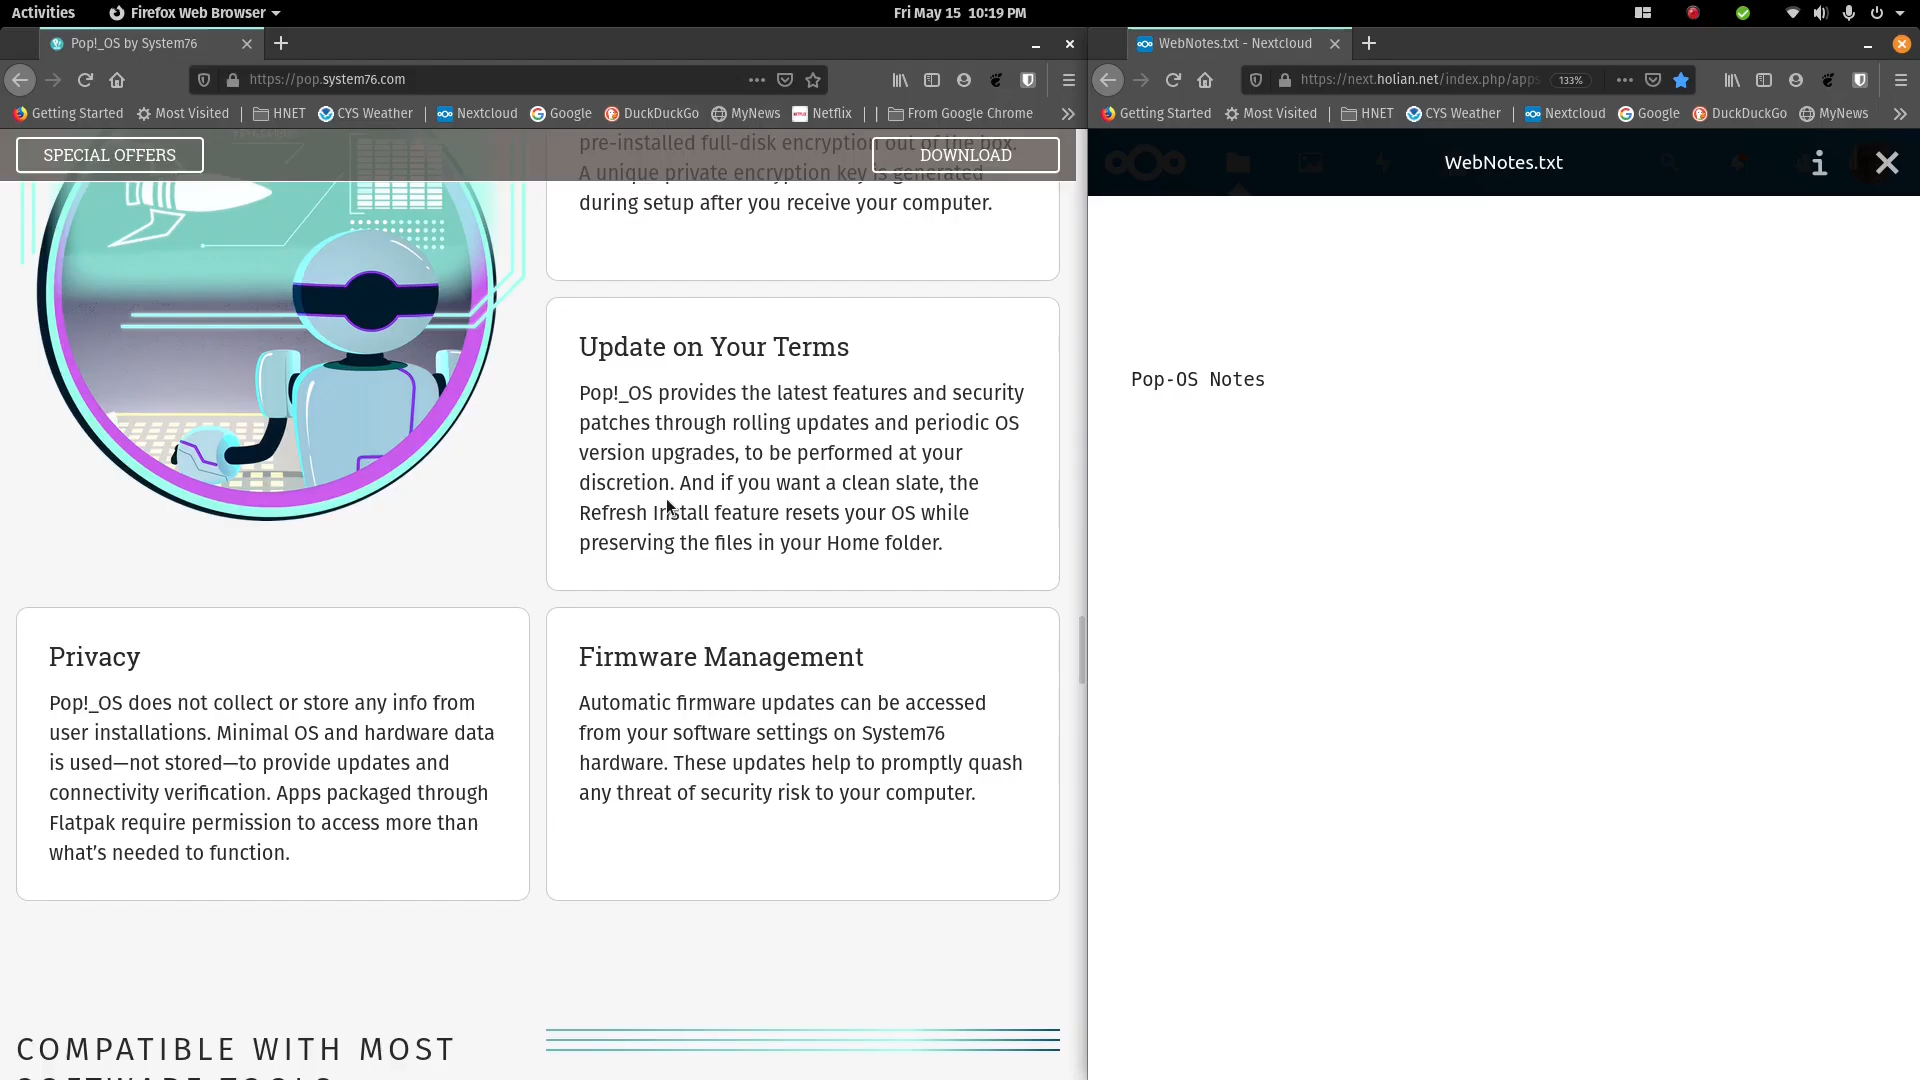 Activities
Firefox Web Browser
Fri May 15 10:19 PM
Pop!_OS by System76
https://pop.system76.com
Getting Started
Most Visited
HNET
CYS Weather
Nextcloud
Google
DuckDuckGo
MyNews
Netflix
From Google Chrome
SPECIAL OFFERS
DOWNLOAD
pre-installed full-disk encryption out of the box.
A unique private encryption key is generated
during setup after you receive your computer.
Update on Your Terms
Pop!_OS provides the latest features and security
patches through rolling updates and periodic OS
version upgrades, to be performed at your
discretion. And if you want a clean slate, the
Refresh Install feature resets your OS while
preserving the files in your Home folder.
Privacy
Pop!_OS does not collect or store any info from
user installations. Minimal OS and hardware data
is used—not stored—to provide updates and
connectivity verification. Apps packaged through
Flatpak require permission to access more than
what's needed to function.
Firmware Management
Automatic firmware updates can be accessed
from your software settings on System76
hardware. These updates help to promptly quash
any threat of security risk to your computer.
COMPATIBLE WITH MOST
SOFTWARE TOOLS
WebNotes.txt - Nextcloud
https://next.holian.net/index.php/apps
133%
Getting Started
Most Visited
HNET
CYS Weather
Nextcloud
Google
DuckDuckGo
MyNews
WebNotes.txt
Pop-OS Notes